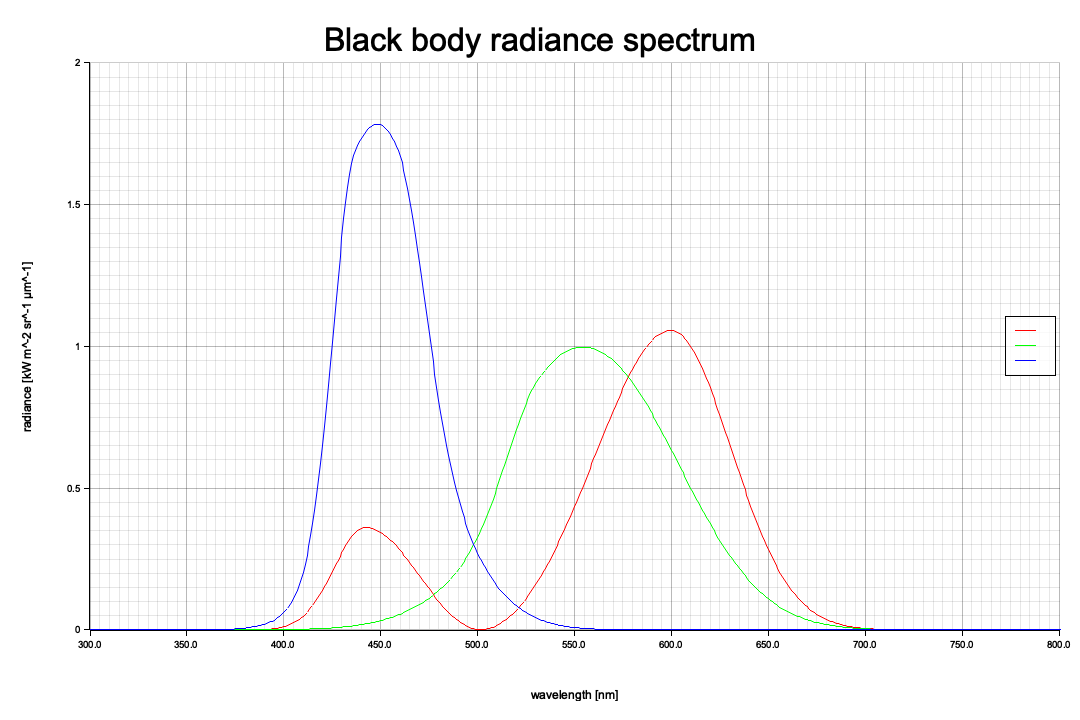 Black body radiance spectrum
2
1.5
1
0.5
0
radiance [kW m^-2 sr^-1 µm^-1]
300.0 350.0 400.0 450.0 500.0 550.0 600.0 650.0 700.0 750.0 800.0
wavelength [nm]